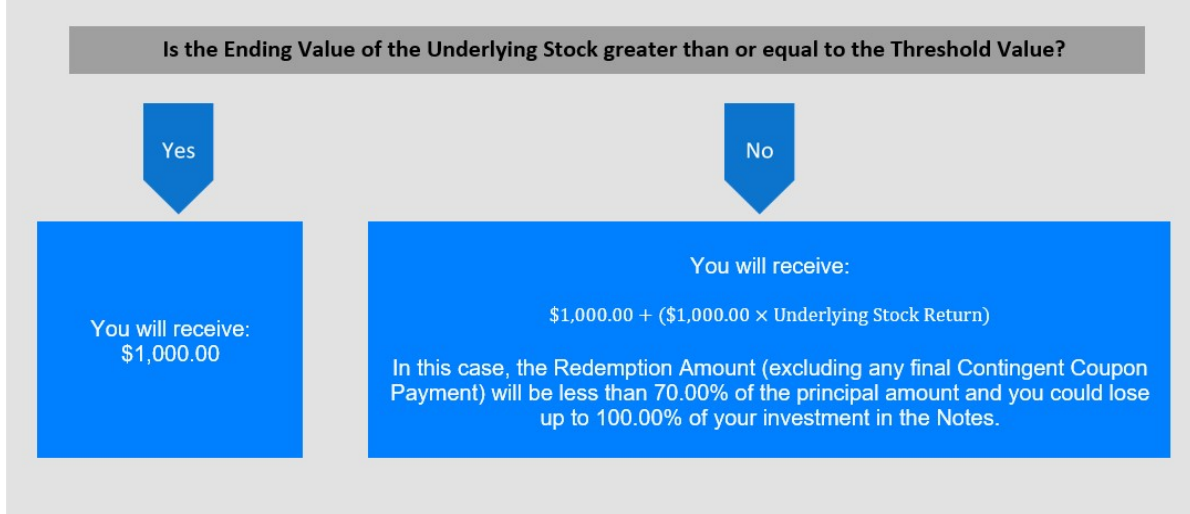 Is the Ending Value of the Underlying Stock greater than or equal to the Threshold Value?
Yes
No
You will receive:
$1,000.00
You will receive:
$1,000.00 + ($1,000.00 × Underlying Stock Return)
In this case, the Redemption Amount (excluding any final Contingent Coupon
Payment) will be less than 70.00% of the principal amount and you could lose
up to 100.00% of your investment in the Notes.